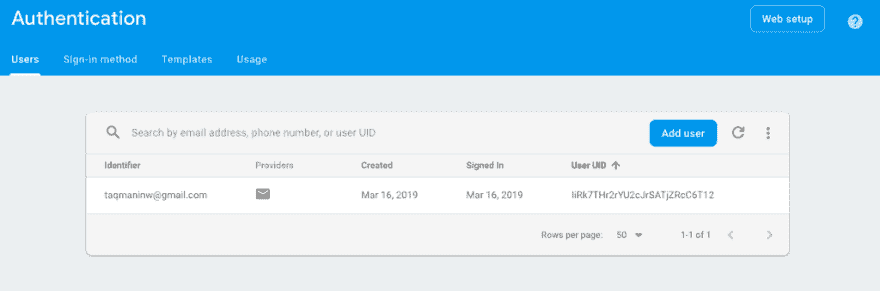 Authentication
Web setup
Users Sign-in method Templates Usage
Search by email address, phone number, or user UID
Add user
Identifier Providers Created Signed In User UID
taqmaninw@gmail.com Mar 16, 2019 Mar 16, 2019 IiRk7THr2rYU2cJrSATjZRcC6T12
Rows per page: 50 1-1 of 1